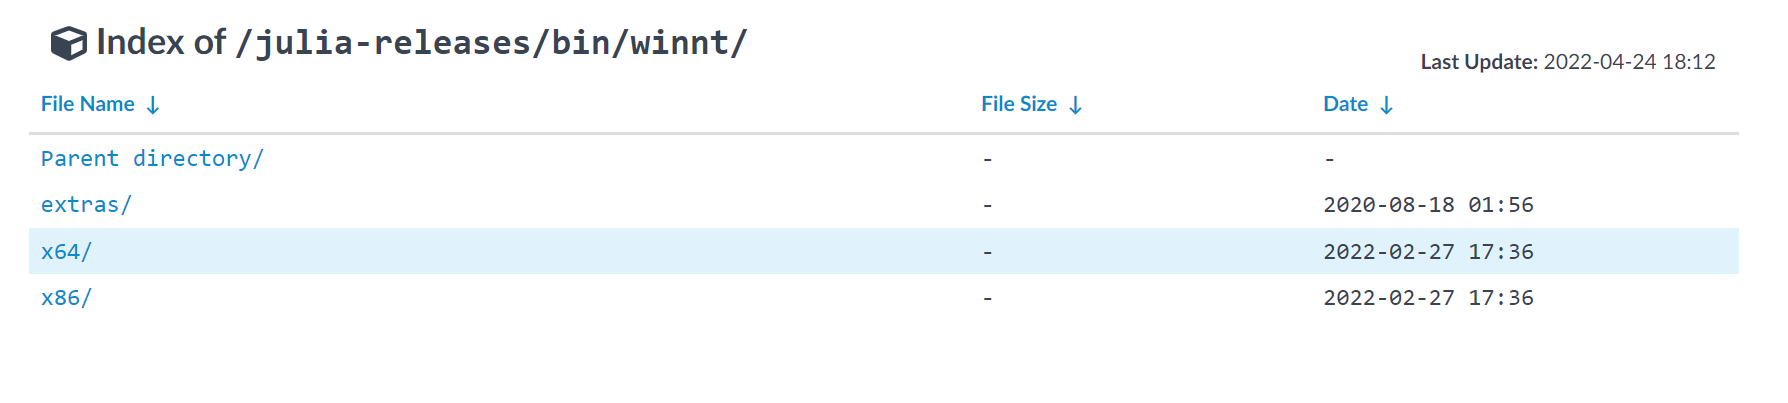 Index of /julia-releases/bin/winnt/
Last Update: 2022-04-24 18:12
File Name ↓ File Size ↓ Date ↓
Parent directory/ - -
extras/ - 2020-08-18 01:56
x64/ - 2022-02-27 17:36
x86/ - 2022-02-27 17:36